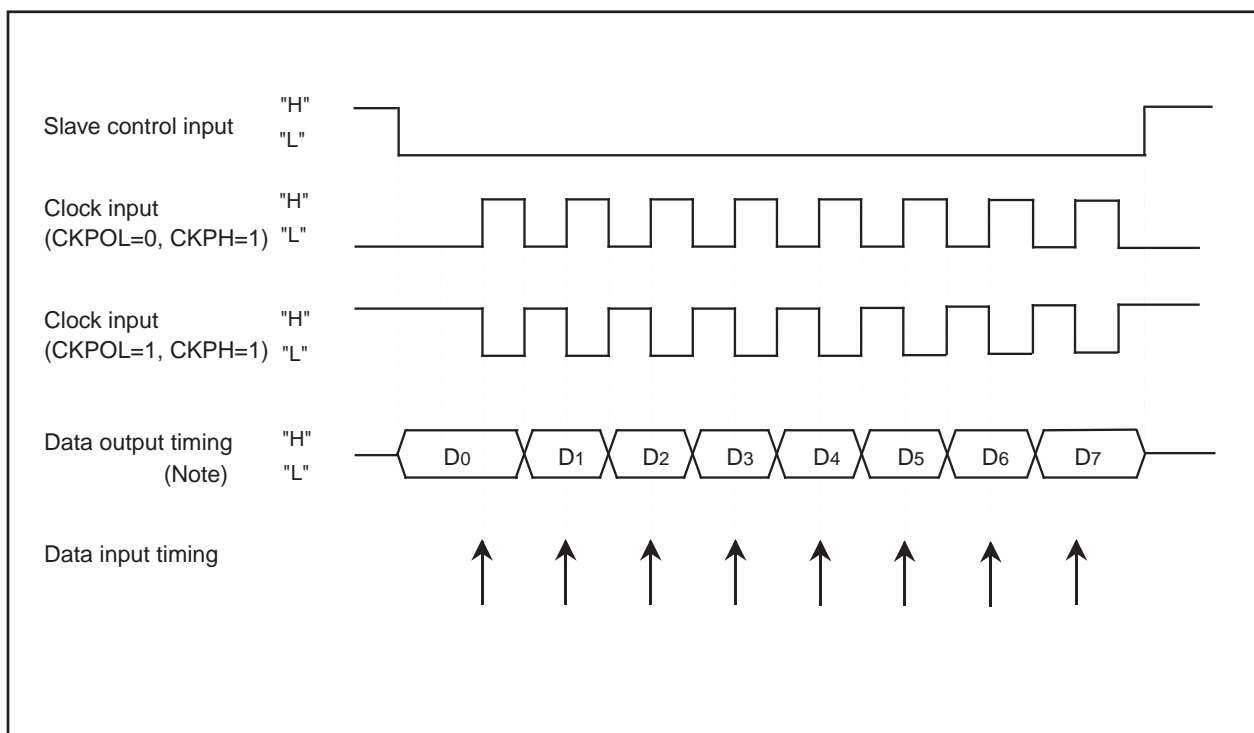 Slave control input
"H"
"L"
Clock input
(CKPOL=0, CKPH=1)
"H"
"L"
Clock input
(CKPOL=1, CKPH=1)
"H"
"L"
Data output timing
(Note)
"H"
"L"
D0 D1 D2 D3 D4 D5 D6 D7
Data input timing